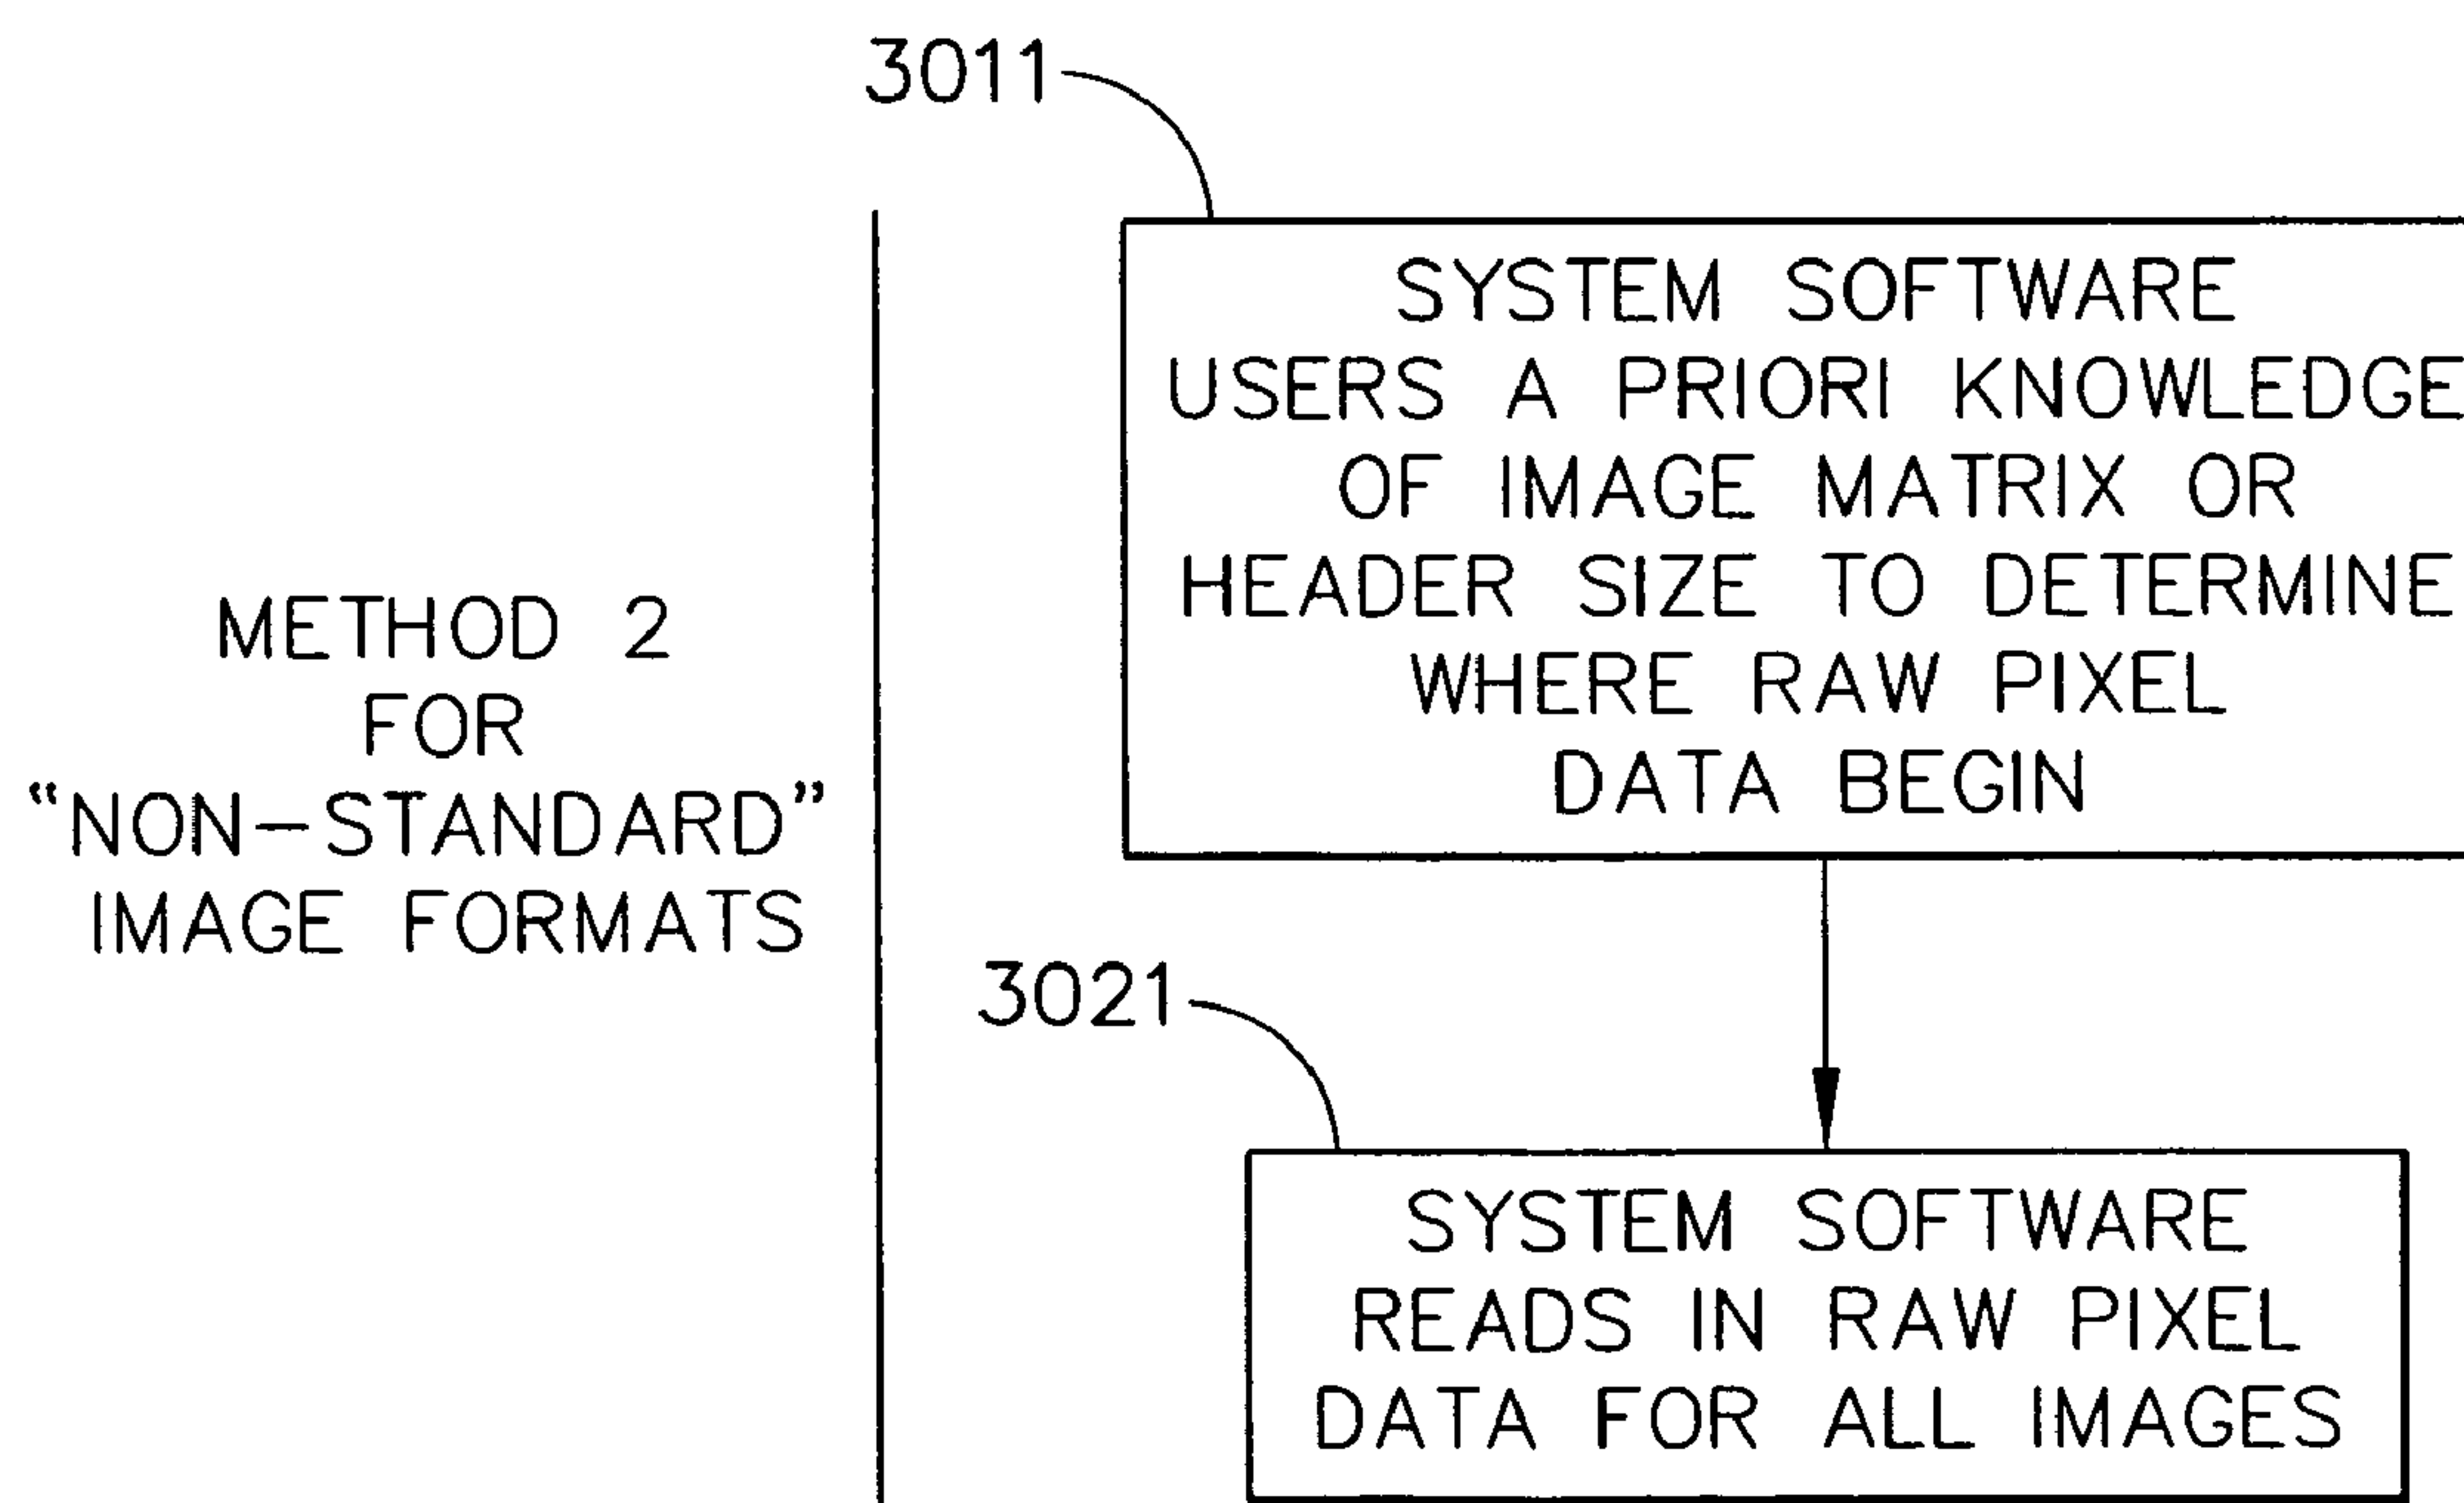 3011
SYSTEM SOFTWARE
USERS A PRIORI KNOWLEDGE
OF IMAGE MATRIX OR
HEADER SIZE TO DETERMINE
WHERE RAW PIXEL
DATA BEGIN
METHOD 2
FOR
“NON-STANDARD”
IMAGE FORMATS
3021
SYSTEM SOFTWARE
READS IN RAW PIXEL
DATA FOR ALL IMAGES